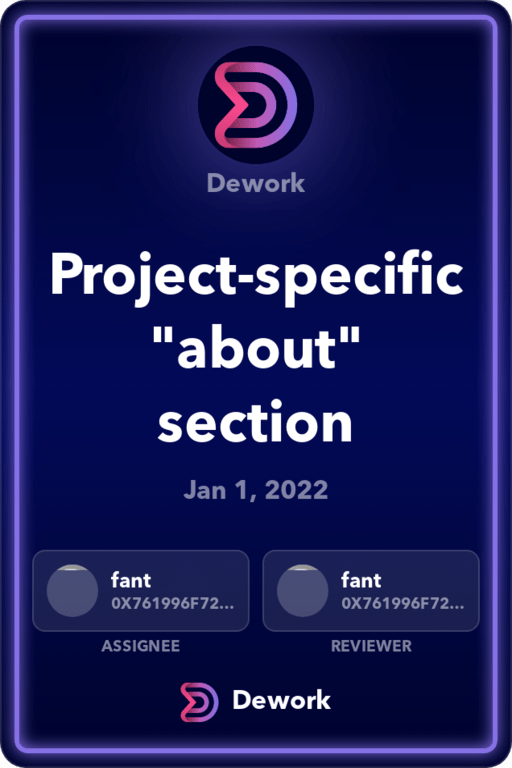 Dework
Project-specific
"about"
section
Jan 1, 2022
fant
0X761996F72...
ASSIGNEE
fant
0X761996F72...
REVIEWER
Dework